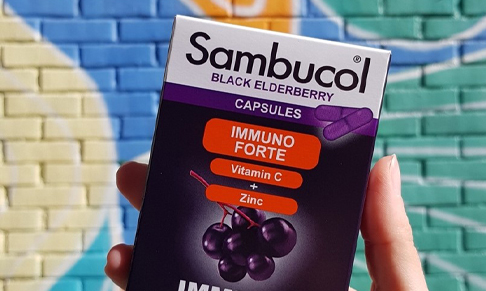 Sambucol®
BLACK ELDERBERRY
CAPSULES
IMMUNO
FORTE
Vitamin C
+
Zinc